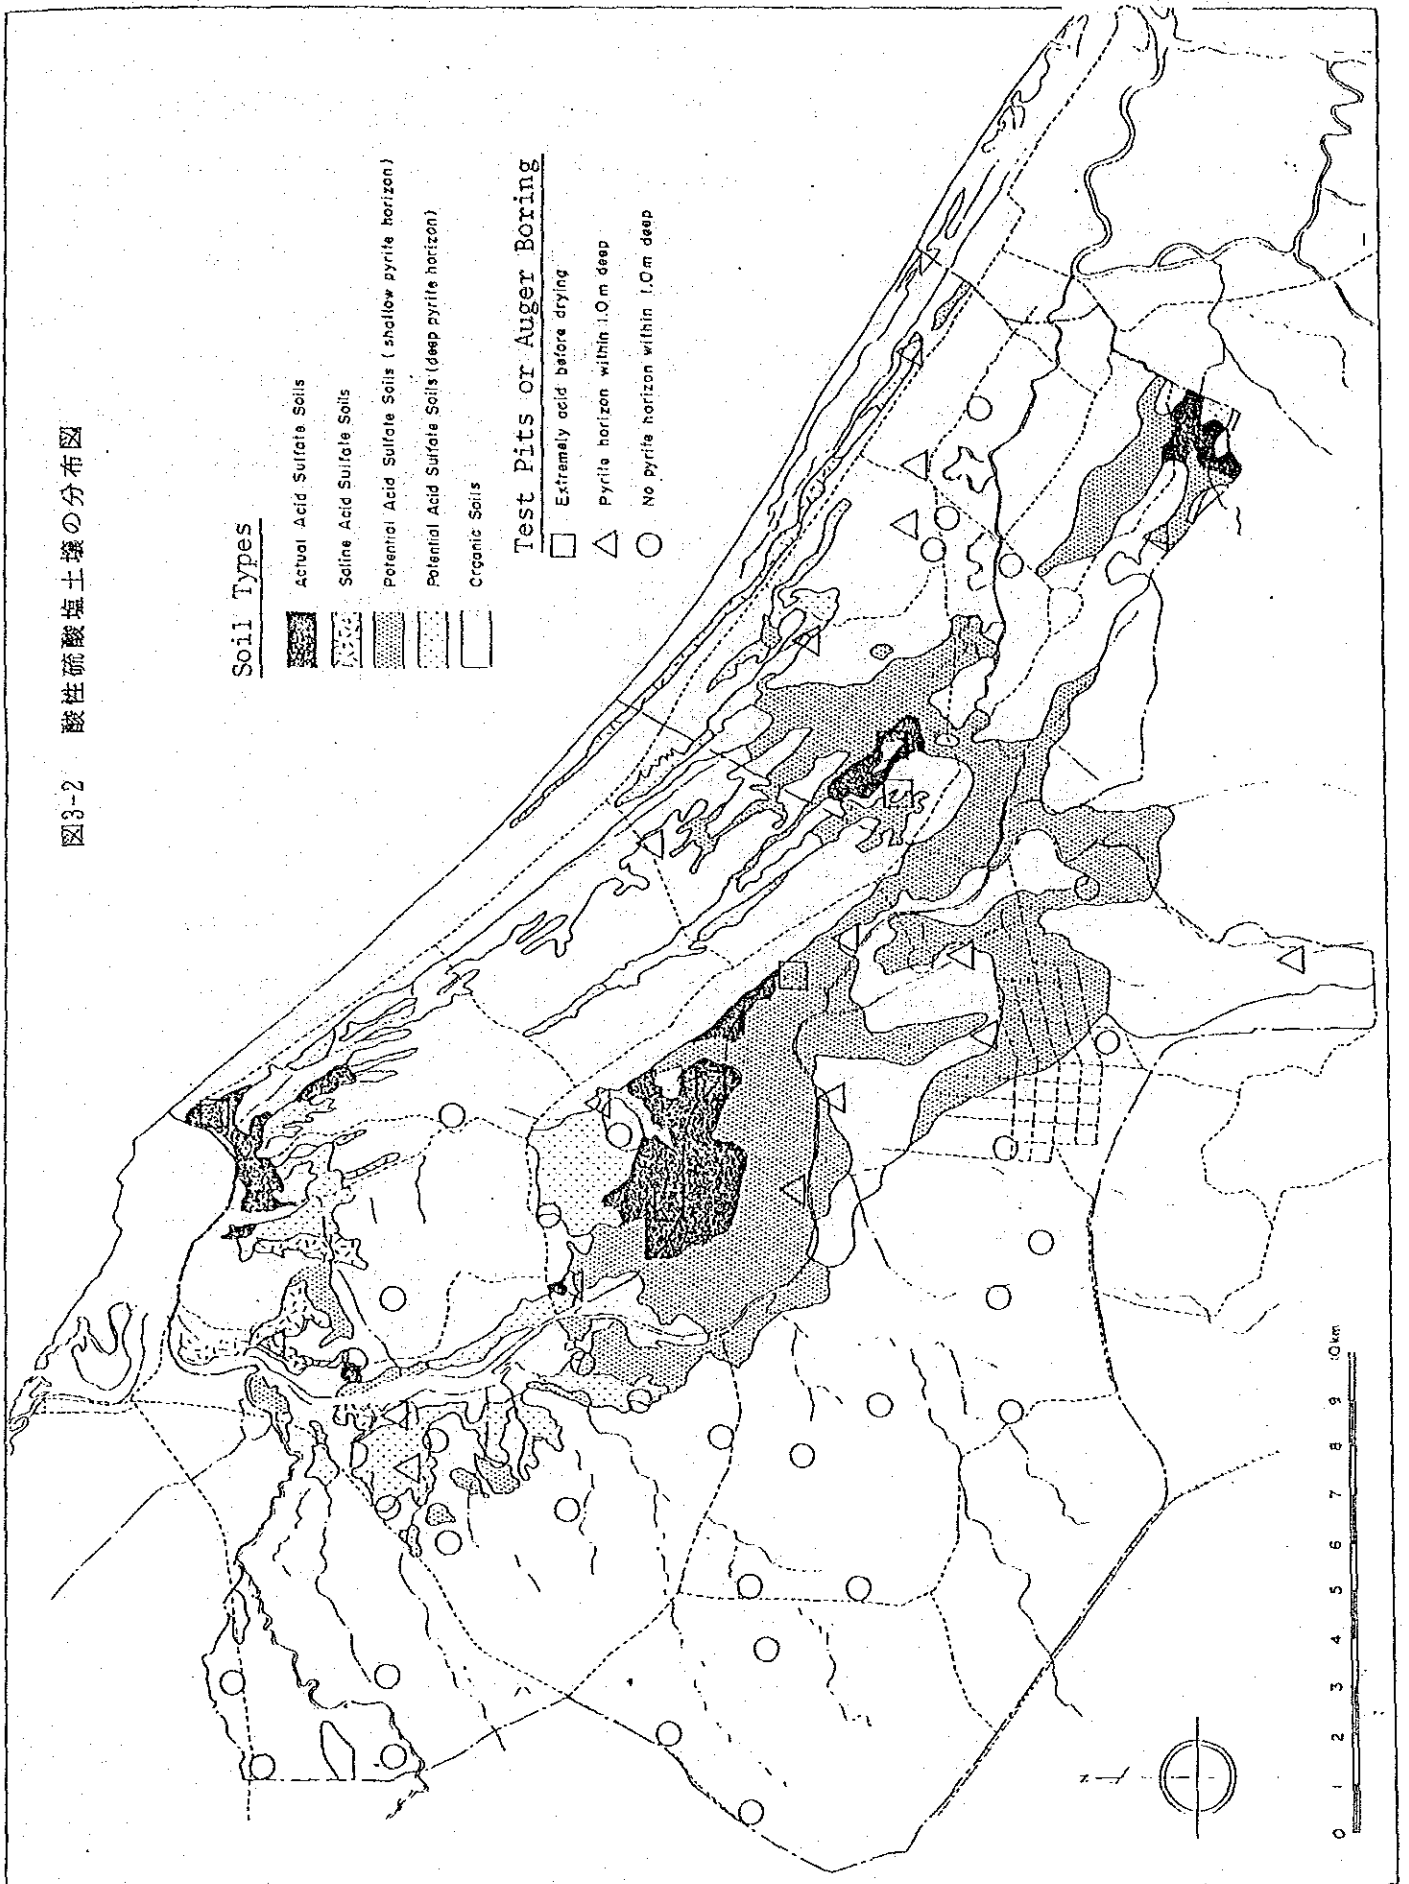 図3-2 酸性硫酸塩土壌の分布図
Soil Types
Actual Acid Sulfate Soils
Saline Acid Sulfate Soils
Potential Acid Sulfate Soils (shallow pyrite horizon)
Potential Acid Sulfate Soils (deep pyrite horizon)
Organic Soils
Test Pits or Auger Boring
Extremely acid before drying
Pyrite horizon within 1.0m deep
No pyrite horizon within 1.0m deep
N
0 1 2 3 4 5 6 7 8 9 10km